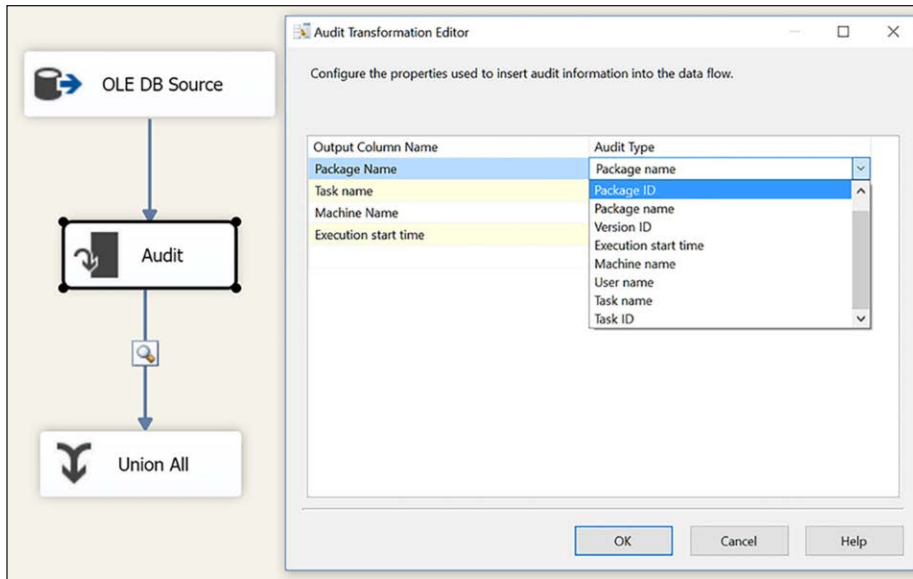 OLE DB Source
Audit
Union All
Audit Transformation Editor
Configure the properties used to insert audit information into the data flow.
Output Column Name Audit Type
Package Name Package name
Task name
Machine Name
Execution start time
Package ID
Package name
Version ID
Execution start time
Machine name
User name
Task name
Task ID
OK Cancel Help